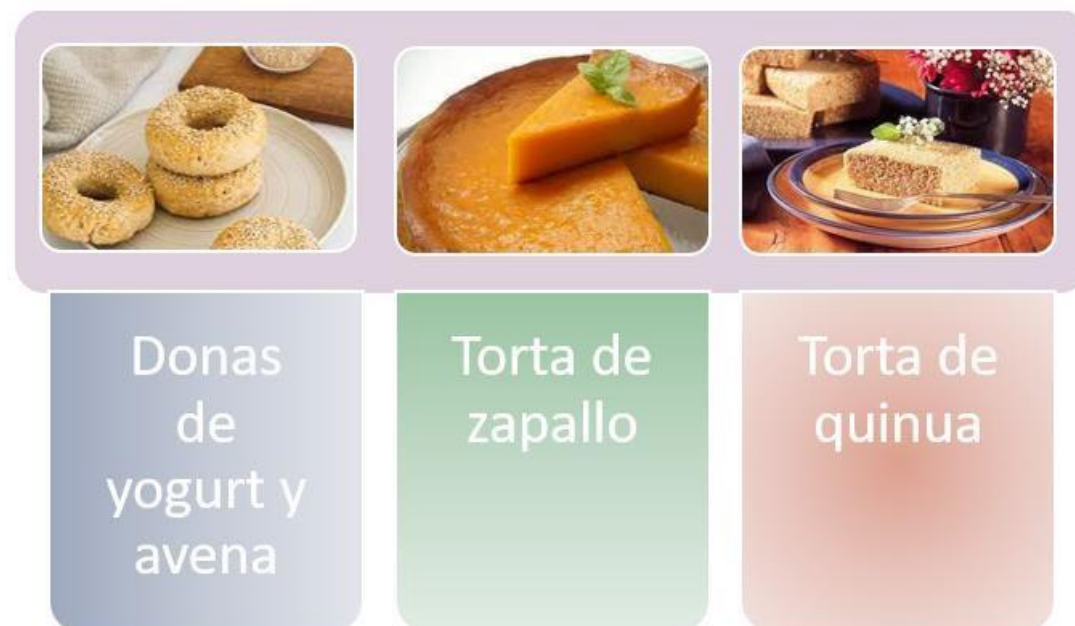 Donas
de
yogurt y
avena
Torta de
zapallo
Torta de
quinua